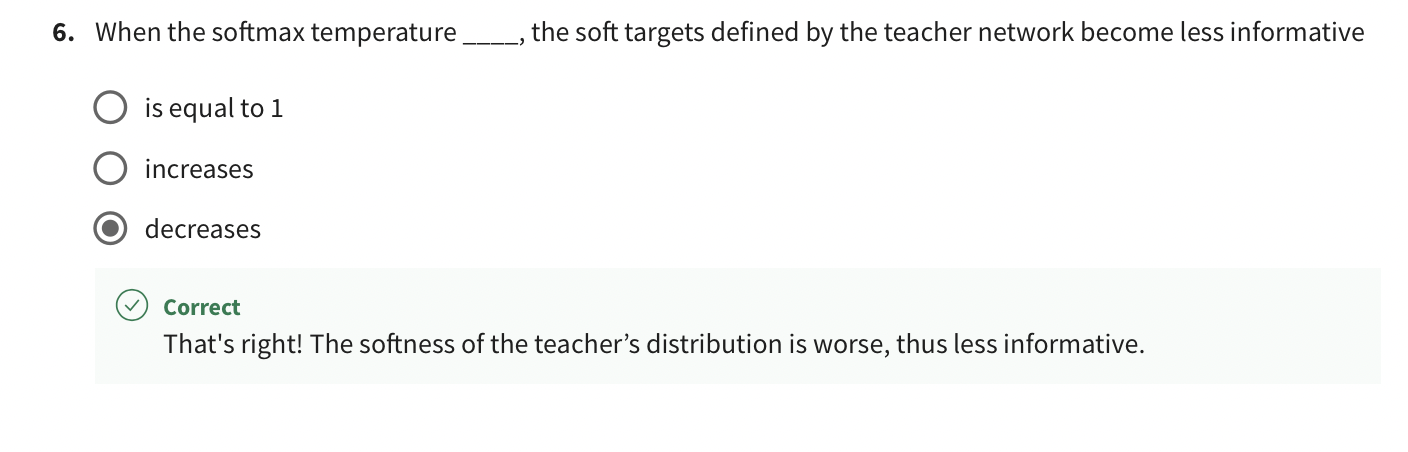 6. When the softmax temperature ____, the soft targets defined by the teacher network become less informative
is equal to 1
increases
decreases
Correct
That's right! The softness of the teacher’s distribution is worse, thus less informative.